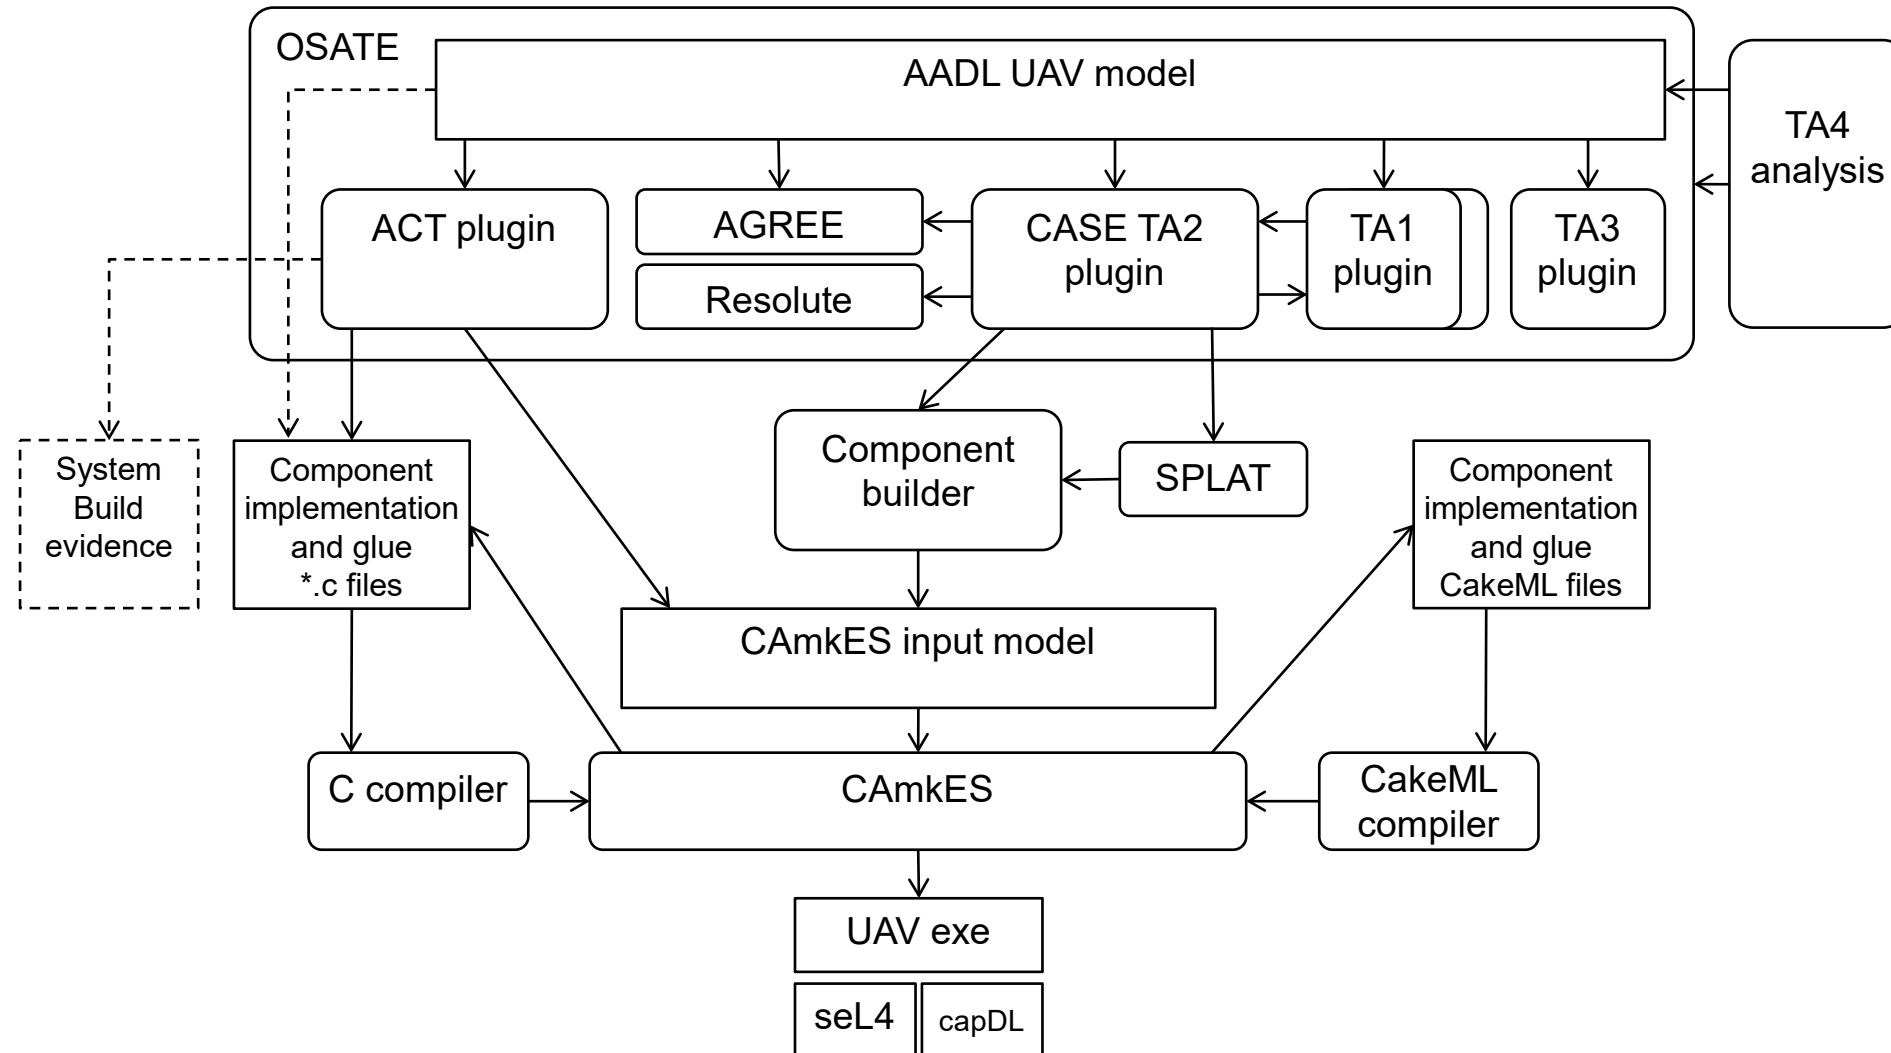 OSATE
AADL UAV model
TA4
analysis
ACT plugin
AGREE
Resolute
CASE TA2
plugin
TA1
plugin
TA3
plugin
System
Build
evidence
Component
implementation
and glue
*.c files
Component
builder
SPLAT
Component
implementation
and glue
CakeML files
CAmkES input model
C compiler
CAmkES
CakeML
compiler
UAV exe
seL4
capDL